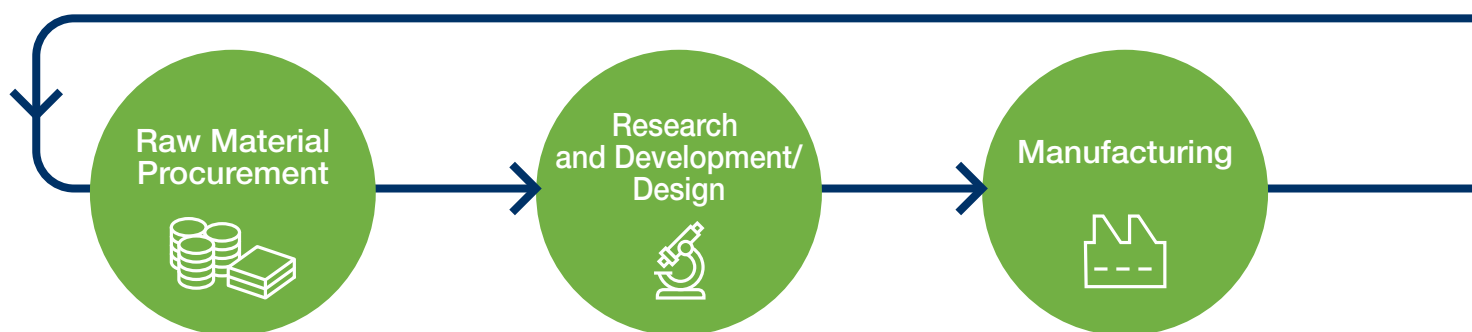 Raw Material
Procurement
Research
and Development/
Design
Manufacturing